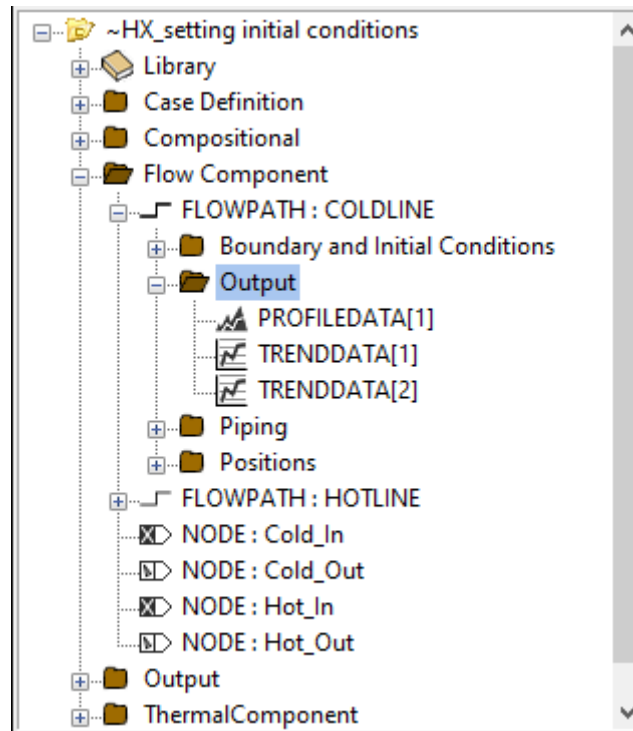 ~HX_setting initial conditions
Library
Case Definition
Compositional
Flow Component
FLOWPATH : COLDLINE
Boundary and Initial Conditions
Output
PROFILEDATA[1]
TRENDDATA[1]
TRENDDATA[2]
Piping
Positions
FLOWPATH : HOTLINE
NODE : Cold_In
NODE : Cold_Out
NODE : Hot_In
NODE : Hot_Out
Output
ThermalComponent